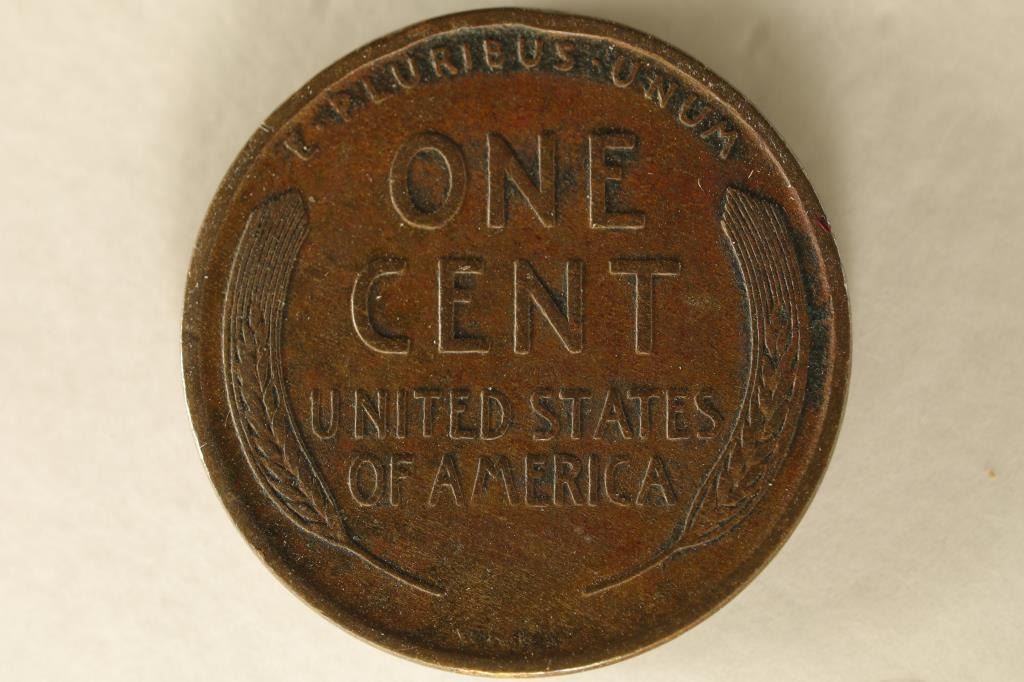 E PLURIBUS·UNUM
ONE
CENT
UNITED STATES
OF AMERICA